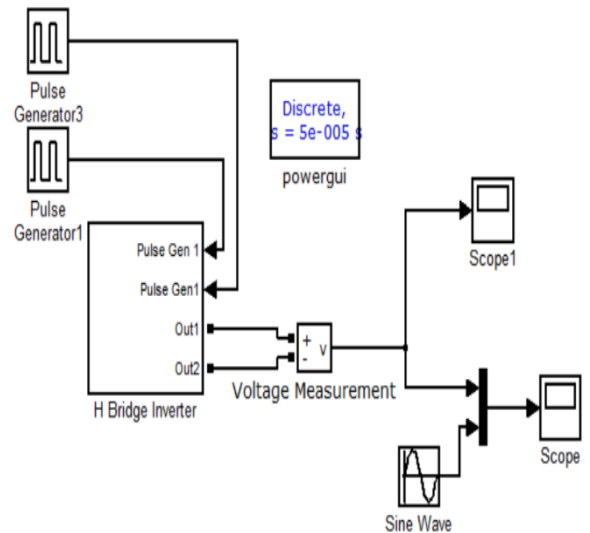 Pulse
Generator3
Discrete,
s = 5e-005 s
powergui
Pulse
Generator1
Pulse Gen 1
Pulse Gen1
Out1
Out2
H Bridge Inverter
+
-
v
Voltage Measurement
Scope1
Scope
Sine Wave